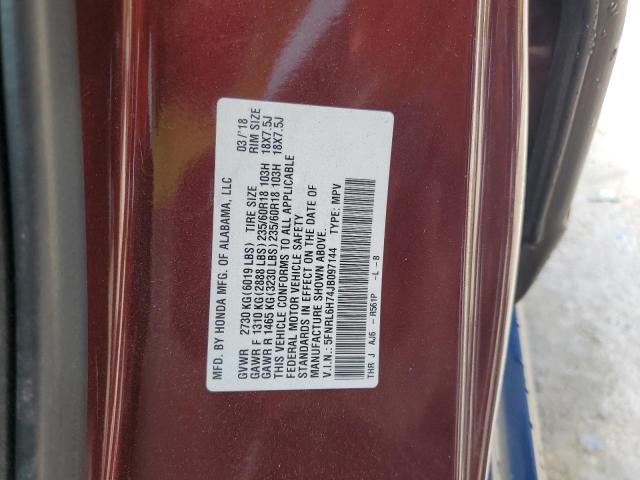 MFD. BY HONDA MFG. OF ALABAMA, LLC 03/'18
GVWR 2730 KG(6019 LBS) TIRE SIZE RIM SIZE
GAWR F 1310 KG(2888 LBS) 235/60R18 103H 18X7.5J
GAWR R 1465 KG(3230 LBS) 235/60R18 103H 18X7.5J
THIS VEHICLE CONFORMS TO ALL APPLICABLE
FEDERAL MOTOR VEHICLE SAFETY
STANDARDS IN EFFECT ON THE DATE OF
MANUFACTURE SHOWN ABOVE.
V.I.N.: 5FNRL6H74JB097144 TYPE: MPV
THR J AJ6 - R561P -L-B